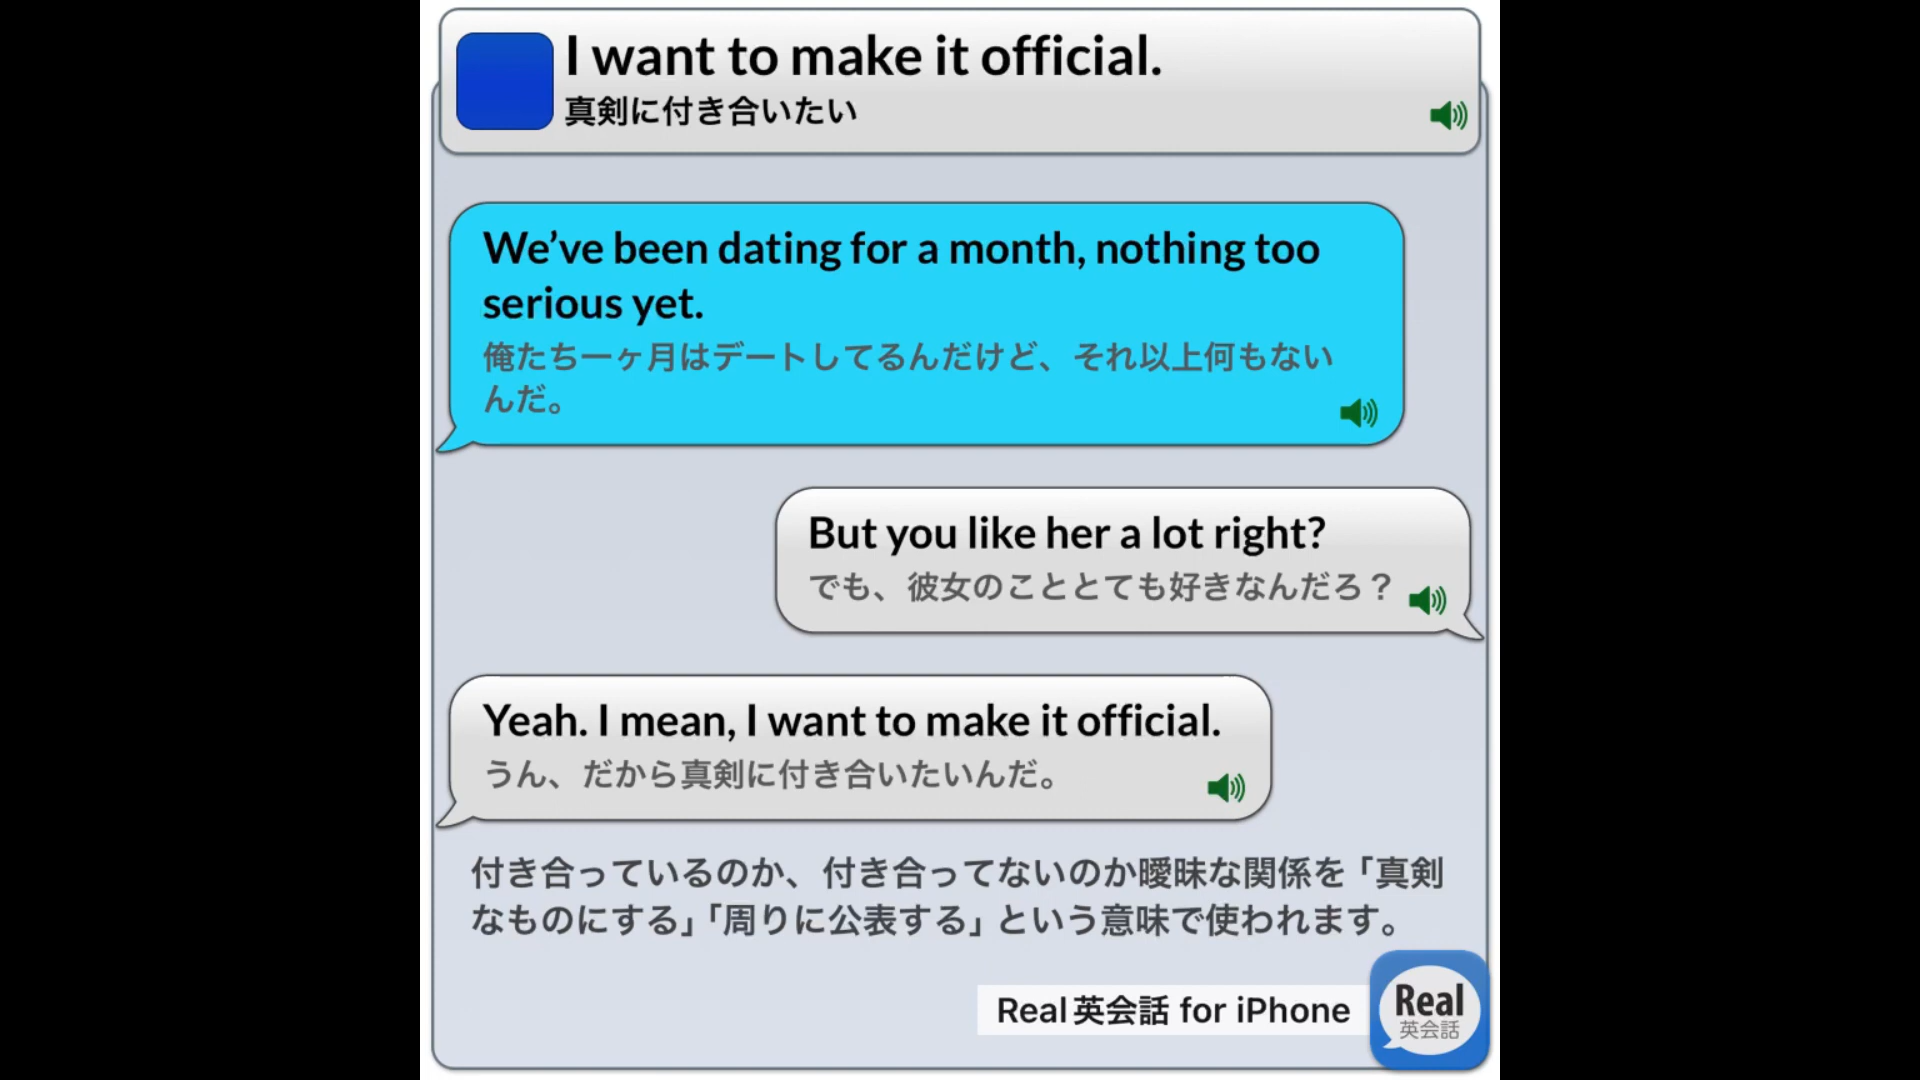 I want to make it official.
真剣に付き合いたい
We’ve been dating for a month, nothing too
serious yet.
俺たち一ヶ月はデートしてるんだけど、それ以上何もない
んだ。
But you like her a lot right?
でも、彼女のこととても好きなんだろ？
Yeah. I mean, I want to make it official.
うん、だから真剣に付き合いたいんだ。
付き合っているのか、付き合ってないのか曖昧な関係を「真剣
なものにする」「周りに公表する」という意味で使われます。
Real英会話 for iPhone
Real
英会話